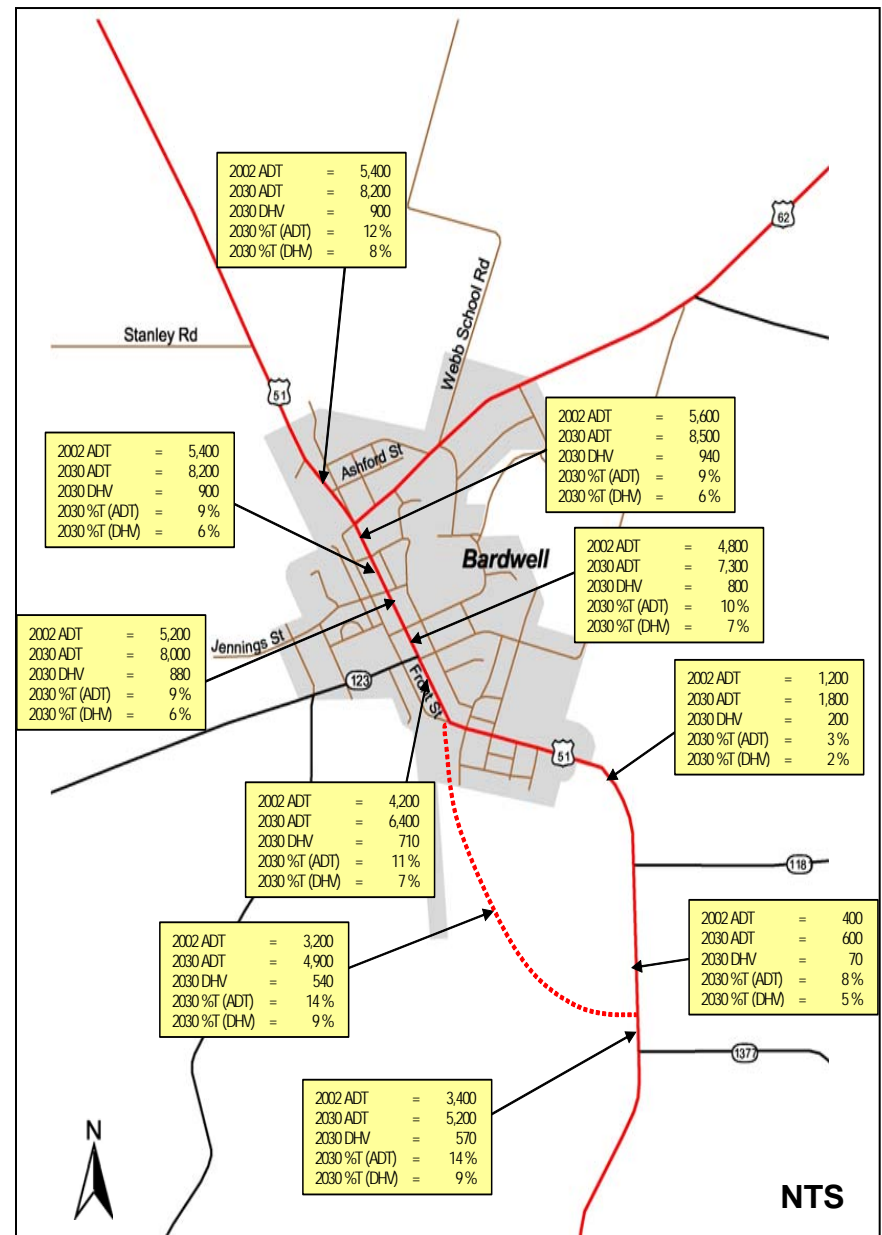 2002 ADT = 5,400
2030 ADT = 8,200
2030 DHV = 900
2030 %T (ADT) = 12 %
2030 %T (DHV) = 8 %
62
Webb School Rd
Stanley Rd
51
2002 ADT = 5,600
2030 ADT = 8,500
2030 DHV = 940
2030 %T (ADT) = 9 %
2030 %T (DHV) = 6 %
2002 ADT = 5,400
2030 ADT = 8,200
2030 DHV = 900
2030 %T (ADT) = 9 %
2030 %T (DHV) = 6 %
Ashford St
Bardwell
2002 ADT = 4,800
2030 ADT = 7,300
2030 DHV = 800
2030 %T (ADT) = 10 %
2030 %T (DHV) = 7 %
2002 ADT = 5,200
2030 ADT = 8,000
2030 DHV = 880
2030 %T (ADT) = 9 %
2030 %T (DHV) = 6 %
Jennings St
123
Front St
2002 ADT = 1,200
2030 ADT = 1,800
2030 DHV = 200
2030 %T (ADT) = 3 %
2030 %T (DHV) = 2 %
51
2002 ADT = 4,200
2030 ADT = 6,400
2030 DHV = 710
2030 %T (ADT) = 11 %
2030 %T (DHV) = 7 %
118
2002 ADT = 400
2030 ADT = 600
2030 DHV = 70
2030 %T (ADT) = 8 %
2030 %T (DHV) = 5 %
2002 ADT = 3,200
2030 ADT = 4,900
2030 DHV = 540
2030 %T (ADT) = 14 %
2030 %T (DHV) = 9 %
1377
2002 ADT = 3,400
2030 ADT = 5,200
2030 DHV = 570
2030 %T (ADT) = 14 %
2030 %T (DHV) = 9 %
N
NTS